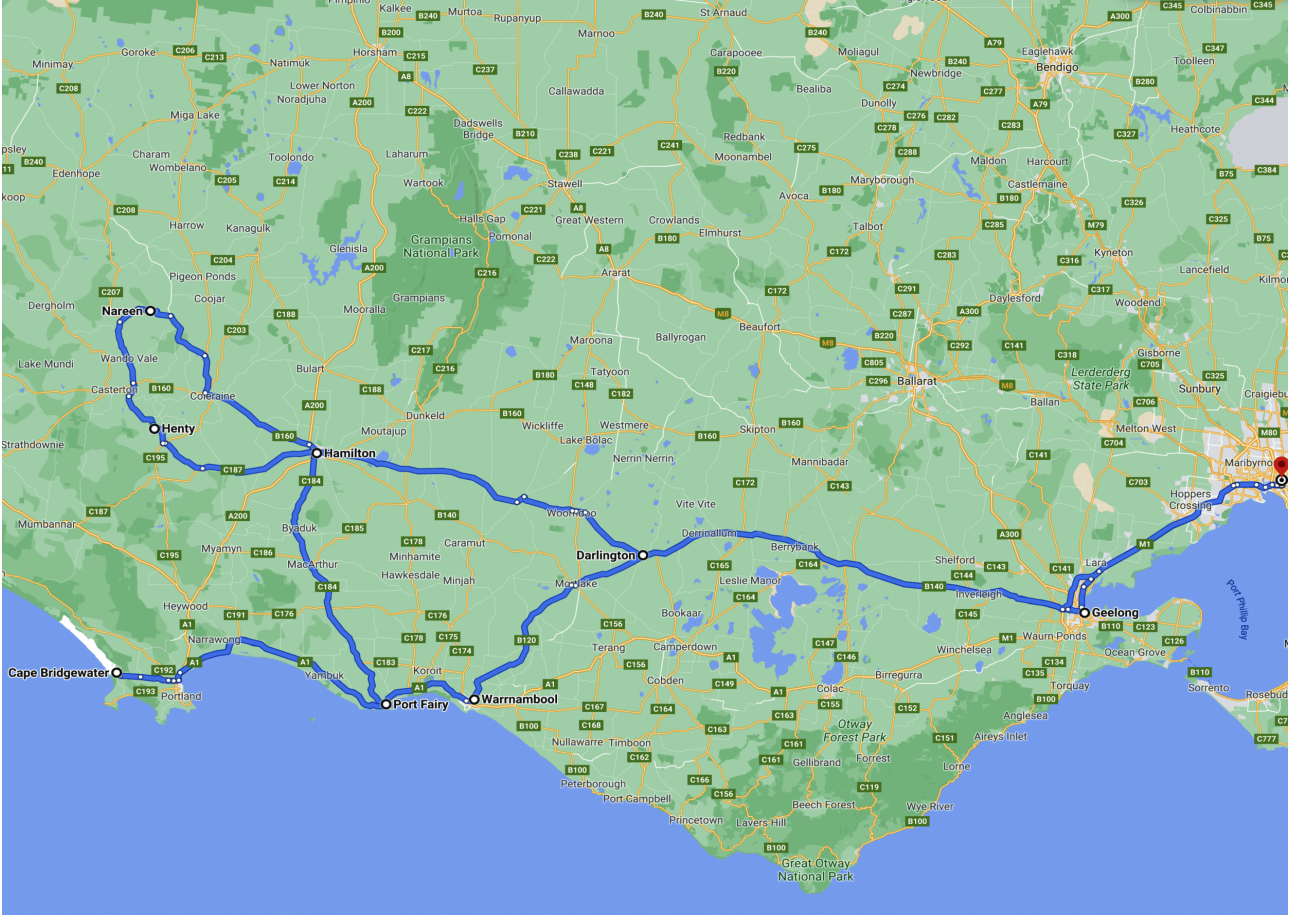 Pimpinio
Kalkee
B240
Murtoa
Rupanyup
B240
St Arnaud
A300
C345
Colbinabbin
C345
B200
Marnoo
B240
Goroke
C206
C213
Natimuk
Horsham
C215
Carapooee
Moliagul
A79
Eaglehawk
C347
Minimay
A8
C237
B220
Newbridge
B240
Bendigo
Toolleen
C208
Lower Norton
Noradjuha
A200
Callawadda
Bealiba
C274
C277
B280
Miga Lake
C222
Dadswells
Bridge
B210
Dunolly
C276
C282
A79
C344
C278
C283
C327
Heathcote
psley
B240
11
Charam
Wombelano
Toolondo
Laharum
C238
C221
C241
Redbank
Moonambel
C275
C288
Maldon
Harcourt
Edenhope
C205
C214
Wartook
Stawell
Maryborough
Castlemaine
B75
C384
koop
Avoca
B180
B180
C326
C208
Harrow
Kanagulk
Halls Gap
C221
A8
Great Western
Crowlands
Talbot
C285
M79
C325
Pomonal
B180
Elmhurst
Glenisla
Grampians
National Park
A8
C172
C283
Kyneton
B75
C204
A200
C222
C316
Lancefield
Pigeon Ponds
C216
Ararat
Kilmor
C207
Coojar
C172
C291
C317
Dergholm
Nareen
Mooralla
Grampians
Daylesford
Woodend
C188
M8
C287
A300
C203
Beaufort
B220
Maroona
Ballyrogan
M8
C292
C141
Wando Vale
C217
C318
Gisborne
C705
Lake Mundi
Bulart
C216
B180
Tatyoon
C805
Lerderderg
State Park
C325
Casterton
B160
Coleraine
C188
C148
C296
Ballarat
M8
Sunbury
C182
Craigiebu
A200
Dunkeld
B160
Ballan
C706
Henty
Moutajup
Wickliffe
Westmere
B160
Melton West
M80
Strathdownie
B160
Lake Bolac
B160
Skipton
C704
C195
Hamilton
Nerrin Nerrin
Mannibadar
C141
Maribyrno
C187
C184
C172
C143
C703
Hoppers
Crossing
C187
A200
B140
Vite Vite
Mumbannar
Byaduk
C185
Derrinallum
A300
C178
Caramut
Berrybank
M1
C195
Myamyn
C186
Minhamite
Darlington
Shelford
C143
Lara
MacArthur
C165
C164
C144
C141
Hawkesdale
Minjah
Leslie Manor
B140
Inverleigh
Port Phillip Bay
C184
C164
Heywood
C191
C176
C176
Bookaar
C145
Geelong
A1
C156
B110
C123
Narrawong
C178
C175
M1
Waurn Ponds
C126
C174
Terang
Camperdown
C147
Winchelsea
Ocean Grove
Cape Bridgewater
C192
A1
A1
C183
Koroit
C156
A1
C146
C134
C193
Yambuk
A1
A1
Cobden
C149
A1
Colac
Birregurra
C135
Torquay
B110
Sorrento
Portland
Port Fairy
Warrnambool
C167
C164
C155
C152
B100
Rosebud
B100
C168
C163
C163
Anglesea
C7
Nullawarre
Timboon
Otway
Forest Park
C151
Aireys Inlet
C777
C162
C161
B100
C161
Gellibrand
Forrest
Lorne
Peterborough
C166
C119
Port Campbell
C156
Beech Forest
Wye River
Princetown
Lavers Hill
B100
B100
Great Otway
National Park